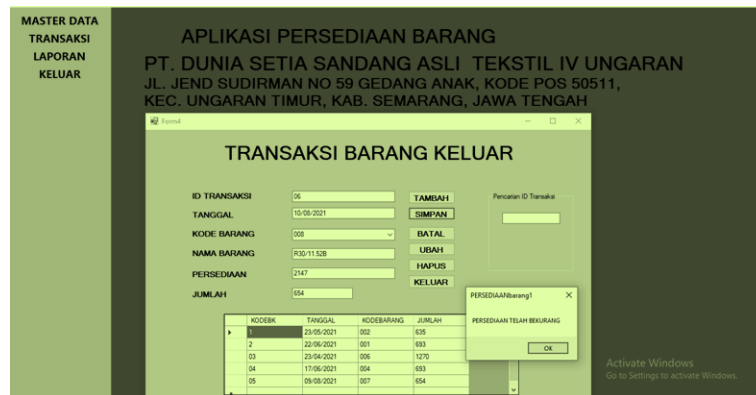 MASTER DATA
TRANSAKSI
LAPORAN
KELUAR
APLIKASI PERSEDIAAN BARANG
PT. DUNIA SETIA SANDANG ASLI TEKSTIL IV UNGARAN
JL. JEND SUDIRMAN NO 59 GEDANG ANAK, KODE POS 50511,
KEC. UNGARAN TIMUR, KAB. SEMARANG, JAWA TENGAH
Form4
TRANSAKSI BARANG KELUAR
ID TRANSAKSI 06 TAMBAH
TANGGAL 10/08/2021 SIMPAN
KODE BARANG 008 BATAL
NAMA BARANG R30/11.52B UBAH
HAPUS
PERSEDIAAN 2147
KELUAR
JUMLAH 654
Pencarian ID Transaksi
PERSEDIAANbarang1
PERSEDIAAN TELAH BEKURANG
OK
KODEBK TANGGAL KODEBARANG JUMLAH
1 23/05/2021 002 635
2 22/06/2021 001 693
03 23/04/2021 006 1270
04 17/06/2021 004 693
05 09/08/2021 007 654
Activate Windows
Go to Settings to activate Windows.